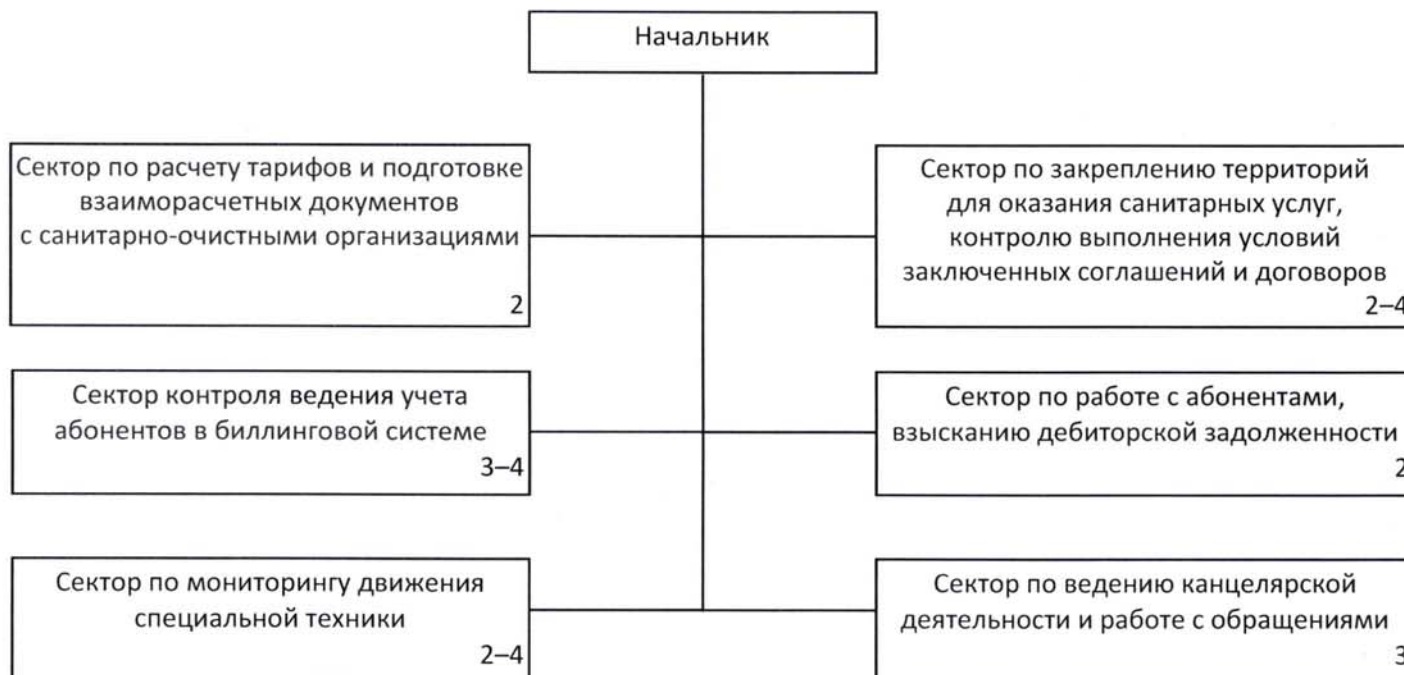 Начальник
Сектор по расчету тарифов и подготовке
взаиморасчетных документов
с санитарно-очистными организациями
2
Сектор по закреплению территорий
для оказания санитарных услуг,
контролю выполнения условий
заключенных соглашений и договоров
2–4
Сектор контроля ведения учета
абонентов в биллинговой системе
3–4
Сектор по работе с абонентами,
взысканию дебиторской задолженности
2
Сектор по мониторингу движения
специальной техники
2–4
Сектор по ведению канцелярской
деятельности и работе с обращениями
3